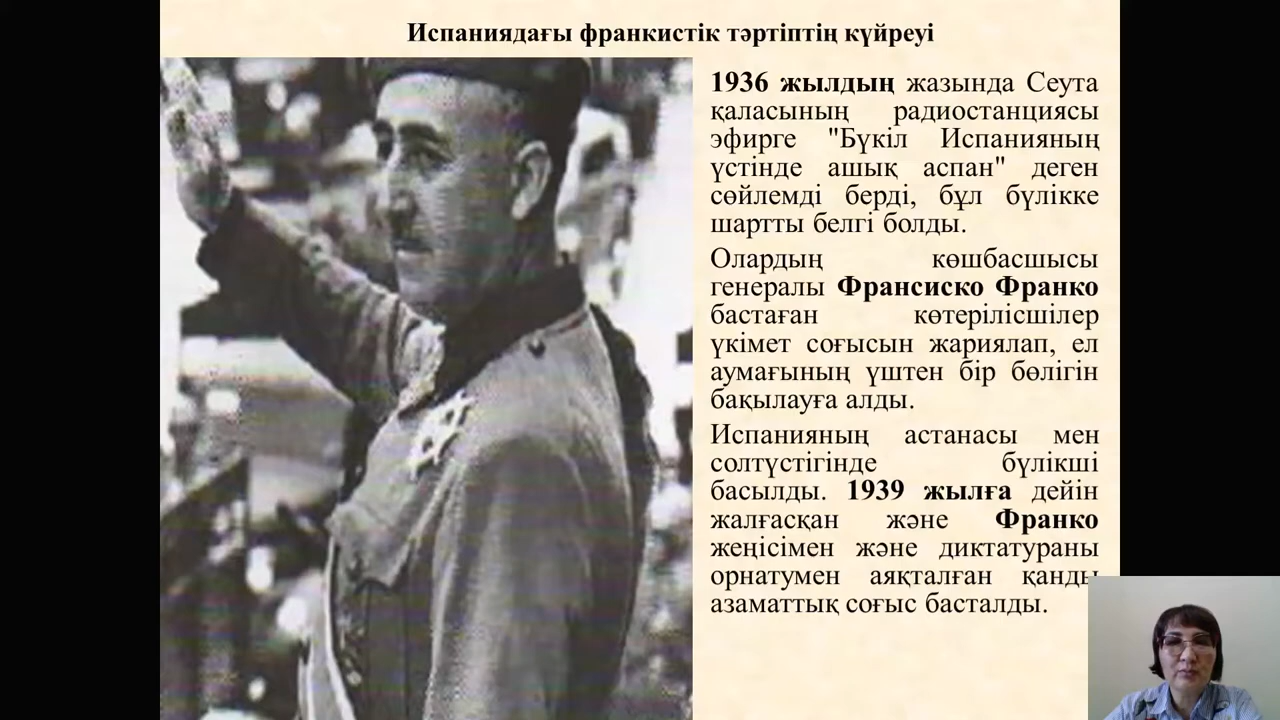 Испаниядағы франкистік тәртіптің күйреуі
1936 жылдың жазында Сеута
қаласының радиостанциясы
эфирге "Бүкіл Испанияның
үстінде ашық аспан" деген
сөйлемді берді, бұл бүлікке
шартты белгі болды.
Олардың көшбасшысы
генералы Франсиско Франко
бастаған көтерілісшілер
үкімет соғысын жариялап, ел
аумағының үштен бір бөлігін
бақылауға алды.
Испанияның астанасы мен
солтүстігінде бүлікші
басылды. 1939 жылға дейін
жалғасқан және Франко
жеңісімен және диктатураны
орнатумен аяқталған қанды
азаматтық соғыс басталды.